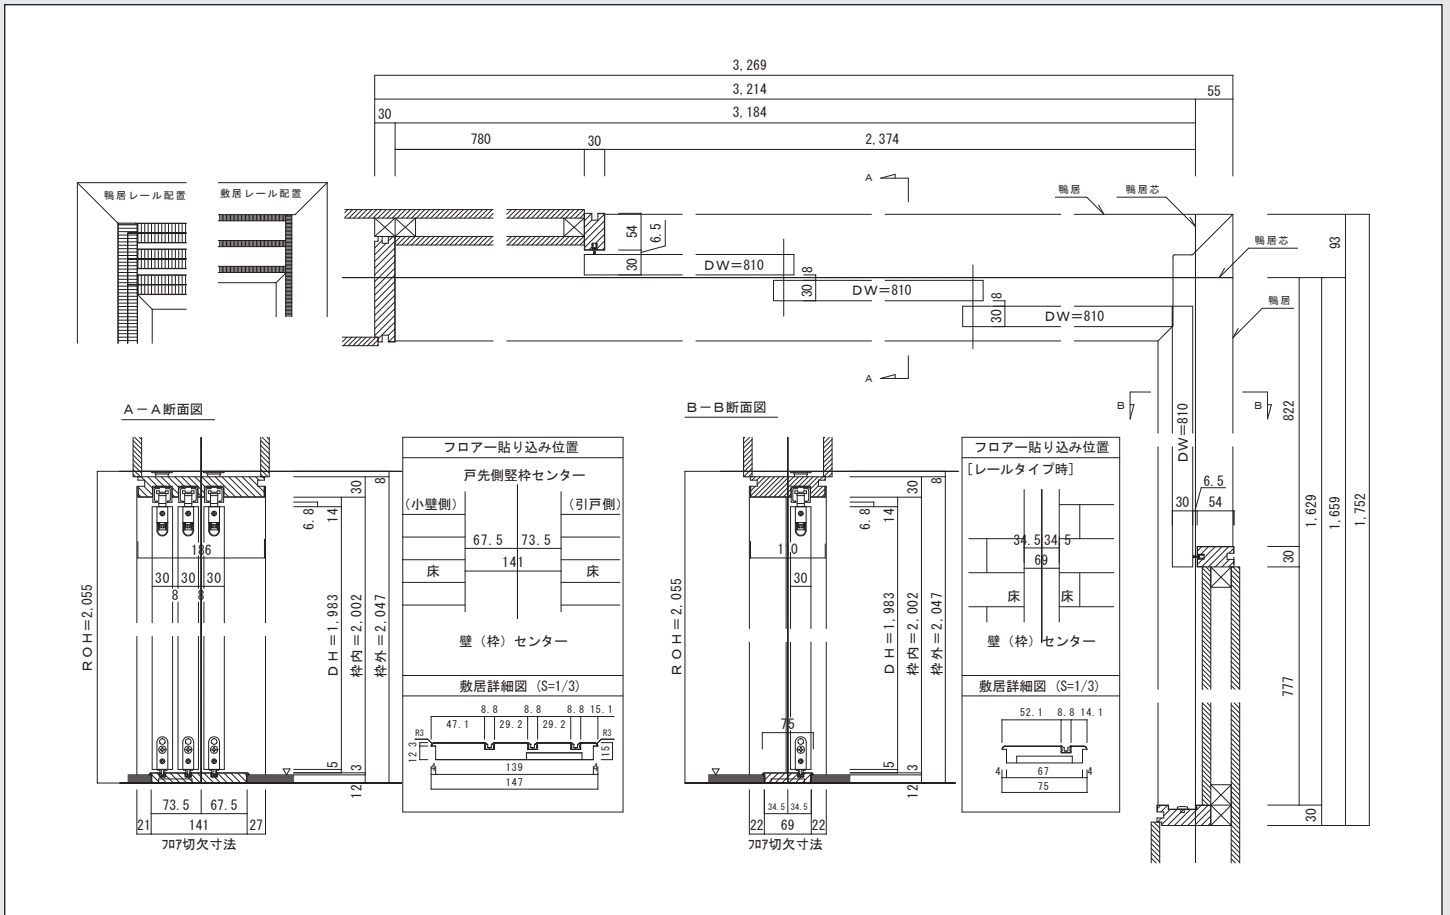 3,269
3,214
55
30
3,184
780
30
2,374
A
鴨居レール配置
敷居レール配置
鴨居
鴨居芯
鴨居芯
鴨居
54
6.5
30
DW=810
8
30
DW=810
8
30
DW=810
A
93
822
1,629
1,659
1,752
B
B
DW=810
6.5
30
54
30
777
30
A-A断面図
30
8
6.8
14
186
30
30
30
8
8
ROH=2,055
DH=1,983
枠内=2,002
枠外=2,047
5
3
12
73.5
67.5
21
141
27
フロア切欠寸法
フロアー貼り込み位置
戸先側竪枠センター
(小壁側)
(引戸側)
67.5
73.5
141
床
床
壁(枠)センター
敷居詳細図 (S=1/3)
8.8
8.8
8.8
15.1
47.1
29.2
29.2
R3
R3
3
12
15
4
139
4
147
B-B断面図
30
8
6.8
14
110
30
ROH=2,055
DH=1,983
枠内=2,002
枠外=2,047
75
5
3
12
34.5
34.5
22
69
22
フロア切欠寸法
フロアー貼り込み位置
[レールタイプ時]
34.5
34.5
69
床
床
壁(枠)センター
敷居詳細図 (S=1/3)
52.1
8.8
14.1
4
67
4
75